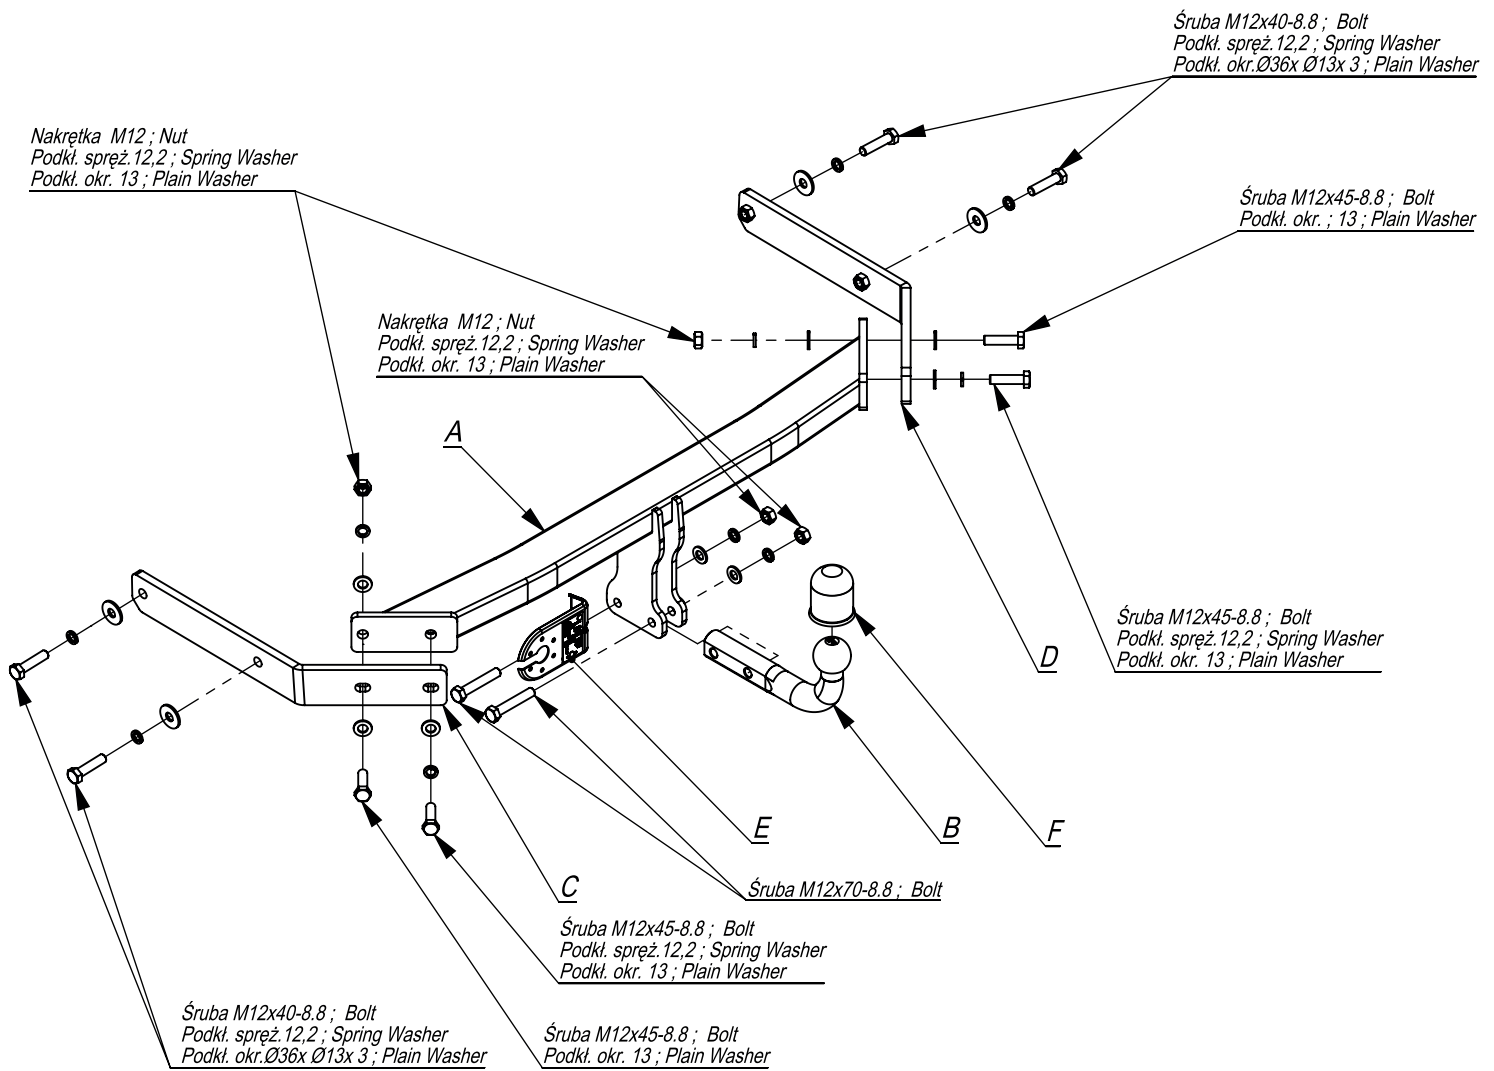 Śruba M12x40-8.8 ;  Bolt
Podkł. spręż.12,2 ; Spring Washer
Podkł. okr.Ø36x Ø13x 3 ; Plain Washer
Nakrętka  M12 ; Nut
Podkł. spręż.12,2 ; Spring Washer
Podkł. okr. 13 ; Plain Washer
Śruba M12x45-8.8 ;  Bolt
Podkł. okr. ; 13 ; Plain Washer
Nakrętka  M12 ; Nut
Podkł. spręż.12,2 ; Spring Washer
Podkł. okr. 13 ; Plain Washer
A
Śruba M12x45-8.8 ;  Bolt
Podkł. spręż.12,2 ; Spring Washer
Podkł. okr. 13 ; Plain Washer
D
E
B
F
C
Śruba M12x70-8.8 ;  Bolt
Śruba M12x45-8.8 ;  Bolt
Podkł. spręż.12,2 ; Spring Washer
Podkł. okr. 13 ; Plain Washer
Śruba M12x40-8.8 ;  Bolt
Podkł. spręż.12,2 ; Spring Washer
Podkł. okr.Ø36x Ø13x 3 ; Plain Washer
Śruba M12x45-8.8 ;  Bolt
Podkł. okr. 13 ; Plain Washer